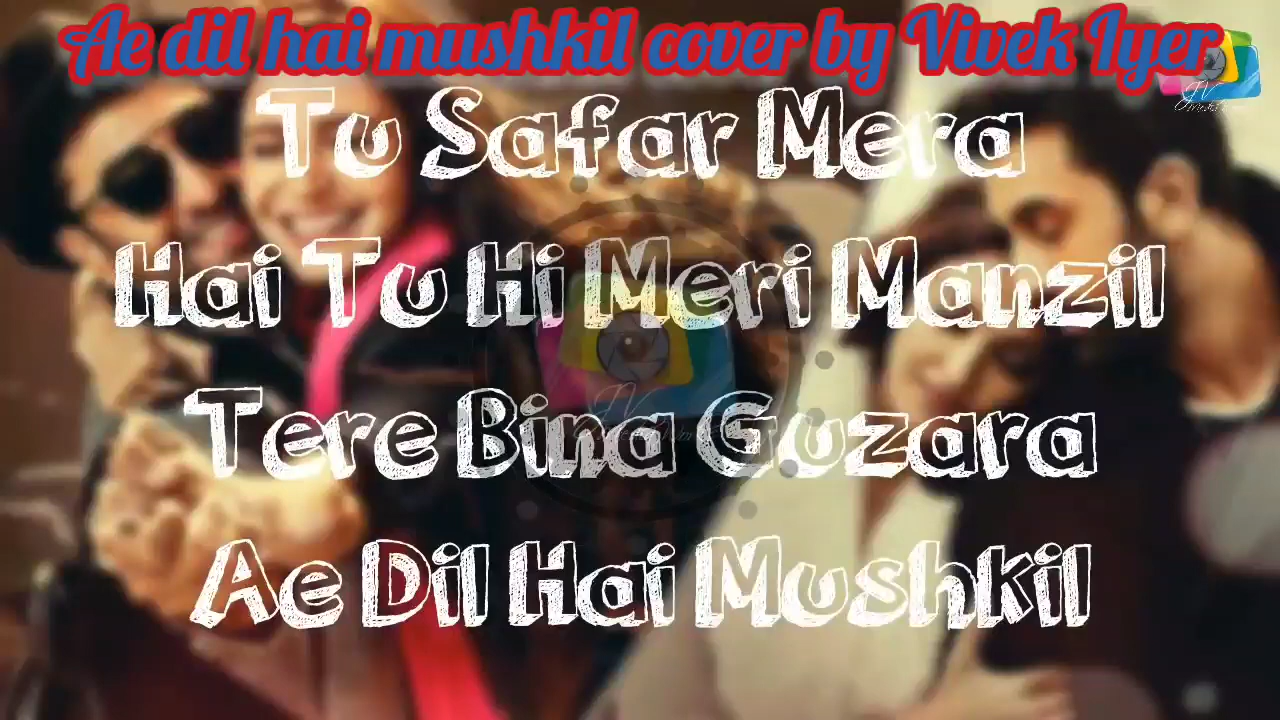 Ae dil hai mushkil cover by Vivek Iyer
Tu Safar Mera
Hai Tu Hi Meri Manzil
Tere Bina Guzara
Ae Dil Hai Mushkil